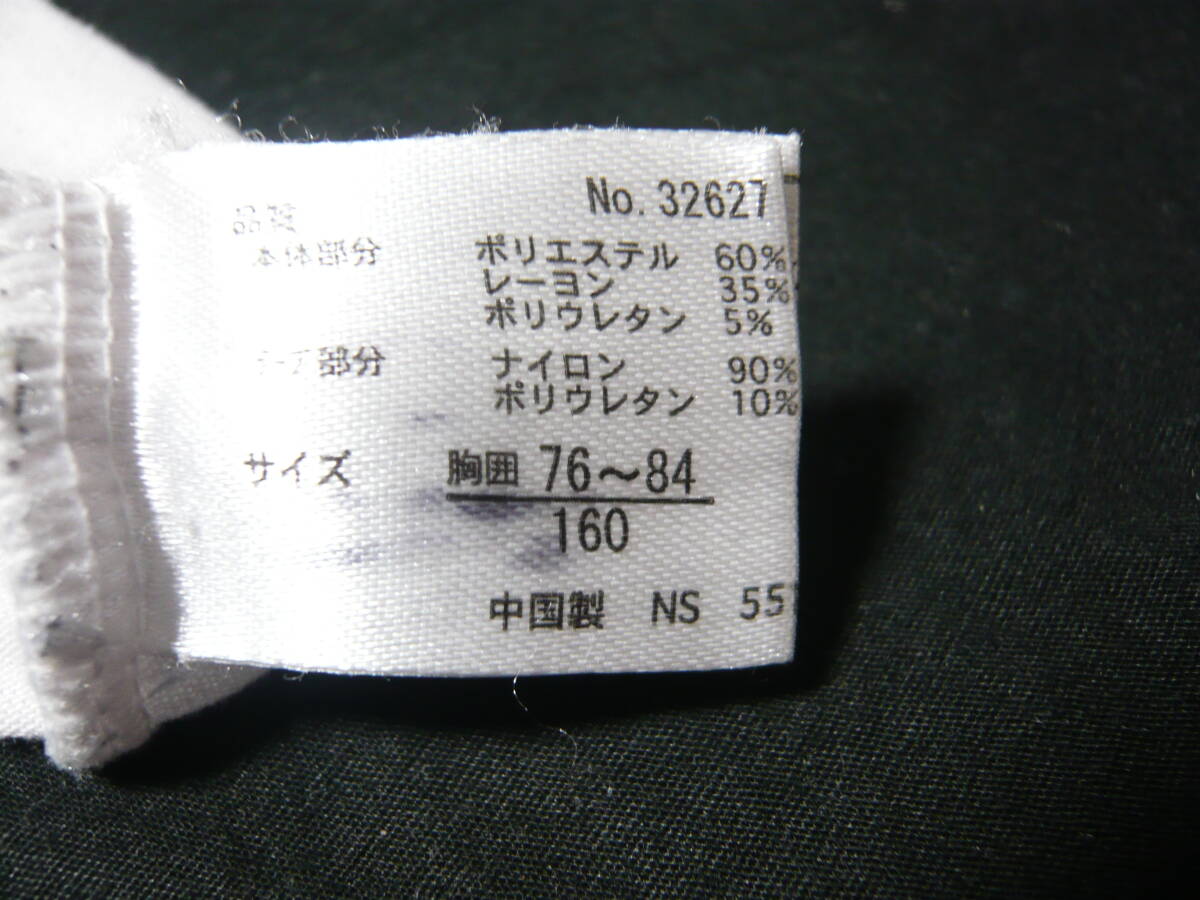 No. 32627
品番
本体部分 ポリエステル 60%
レーヨン 35%
ポリウレタン 5%
部分 ナイロン 90%
ポリウレタン 10%
サイズ 胸囲 76～84
160
中国製 NS 55